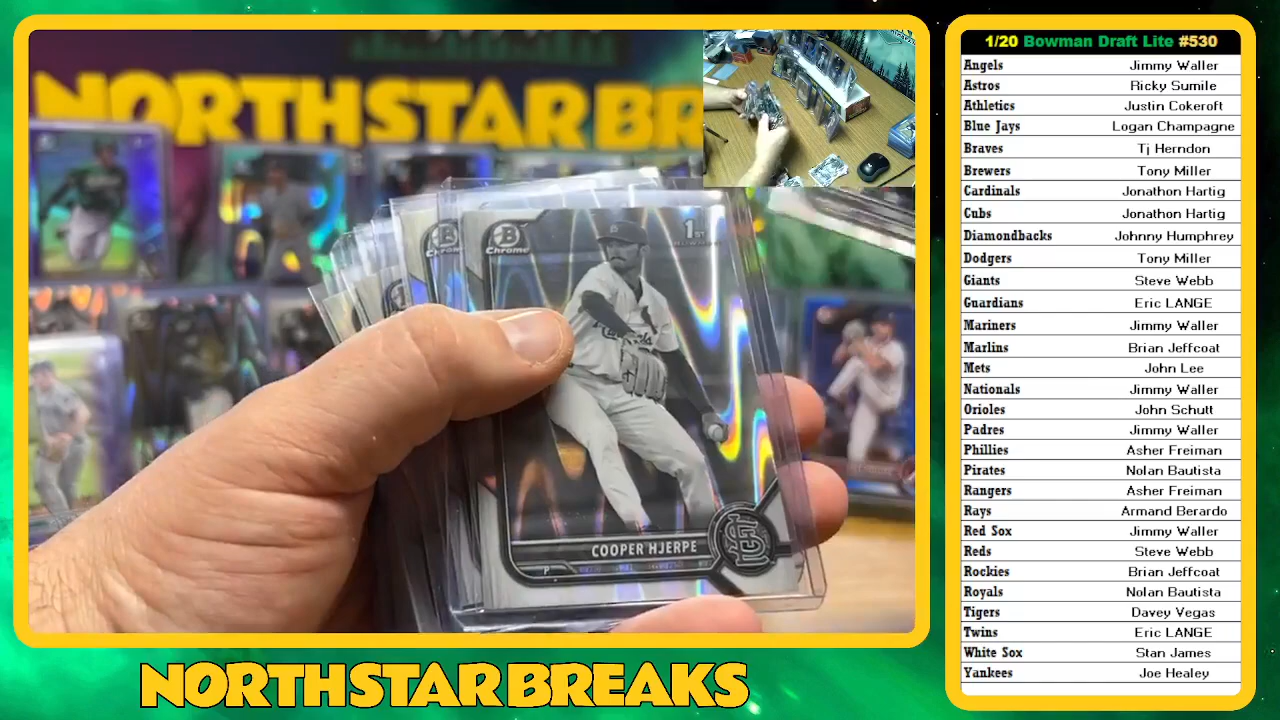 NORTHSTAR BR
B
Chrome
B
Chrome
1ST
BOWMAN
COOPER HJERPE
P
NORTHSTAR BREAKS
1/20 Bowman Draft Lite #530
Angels Jimmy Waller
Astros Ricky Sumile
Athletics Justin Cokeroft
Blue Jays Logan Champagne
Braves Tj Herndon
Brewers Tony Miller
Cardinals Jonathon Hartig
Cubs Jonathon Hartig
Diamondbacks Johnny Humphrey
Dodgers Tony Miller
Giants Steve Webb
Guardians Eric LANGE
Mariners Jimmy Waller
Marlins Brian Jeffcoat
Mets John Lee
Nationals Jimmy Waller
Orioles John Schutt
Padres Jimmy Waller
Phillies Asher Freiman
Pirates Nolan Bautista
Rangers Asher Freiman
Rays Armand Berardo
Red Sox Jimmy Waller
Reds Steve Webb
Rockies Brian Jeffcoat
Royals Nolan Bautista
Tigers Davey Vegas
Twins Eric LANGE
White Sox Stan James
Yankees Joe Healey